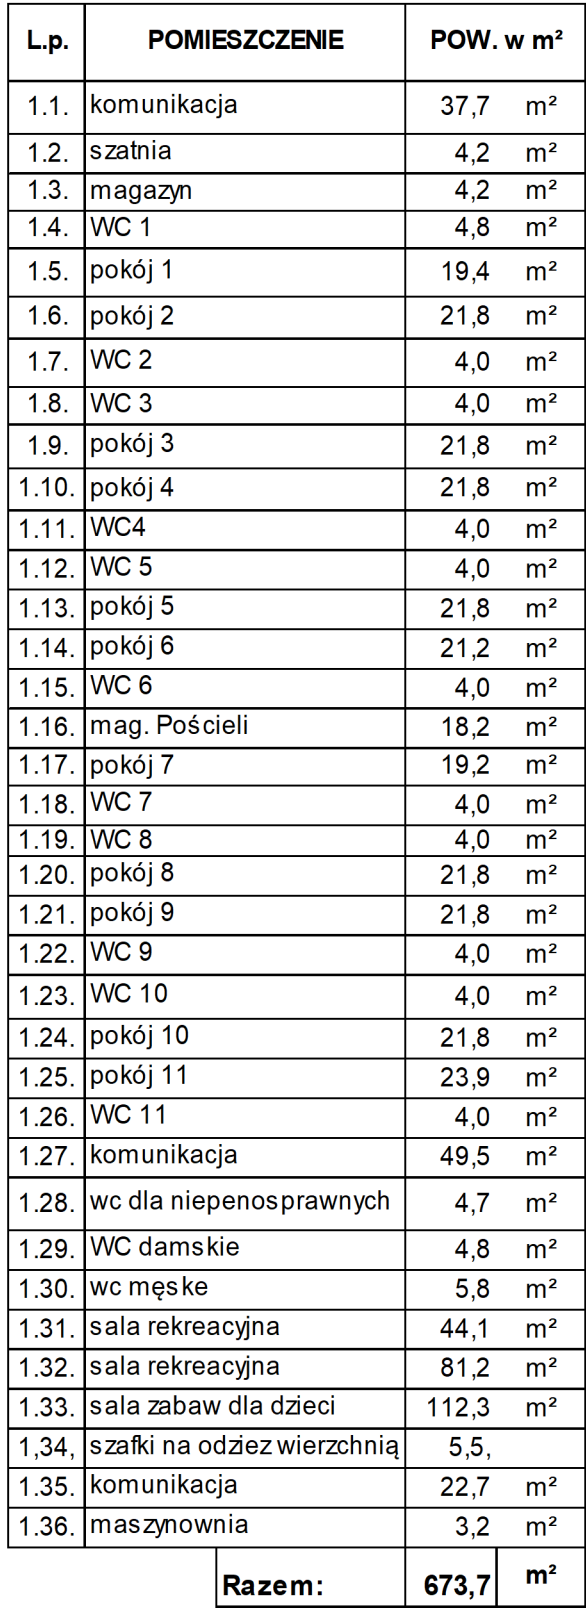 L.p. POMIESZCZENIE POW. w m²
1.1. komunikacja 37,7 m²
1.2. szatnia 4,2 m²
1.3. magazyn 4,2 m²
1.4. WC 1 4,8 m²
1.5. pokój 1 19,4 m²
1.6. pokój 2 21,8 m²
1.7. WC 2 4,0 m²
1.8. WC 3 4,0 m²
1.9. pokój 3 21,8 m²
1.10. pokój 4 21,8 m²
1.11. WC4 4,0 m²
1.12. WC 5 4,0 m²
1.13. pokój 5 21,8 m²
1.14. pokój 6 21,2 m²
1.15. WC 6 4,0 m²
1.16. mag. Pościeli 18,2 m²
1.17. pokój 7 19,2 m²
1.18. WC 7 4,0 m²
1.19. WC 8 4,0 m²
1.20. pokój 8 21,8 m²
1.21. pokój 9 21,8 m²
1.22. WC 9 4,0 m²
1.23. WC 10 4,0 m²
1.24. pokój 10 21,8 m²
1.25. pokój 11 23,9 m²
1.26. WC 11 4,0 m²
1.27. komunikacja 49,5 m²
1.28. wc dla niepenosprawnych 4,7 m²
1.29. WC damskie 4,8 m²
1.30. wc męske 5,8 m²
1.31. sala rekreacyjna 44,1 m²
1.32. sala rekreacyjna 81,2 m²
1.33. sala zabaw dla dzieci 112,3 m²
1,34, szafki na odziez wierzchnią 5,5,
1.35. komunikacja 22,7 m²
1.36. maszynownia 3,2 m²
Razem: 673,7 m²